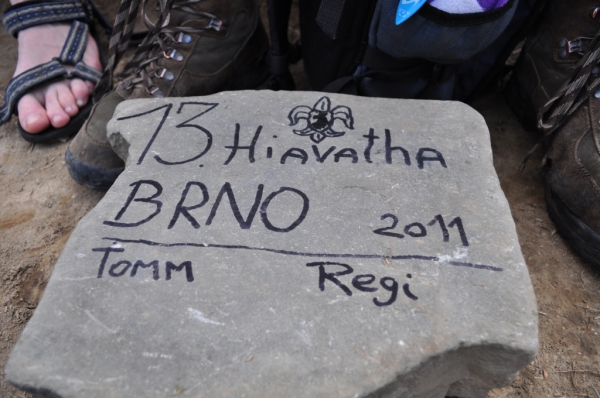 13. Hiavatha
BRNO 2011
Tomm Regi